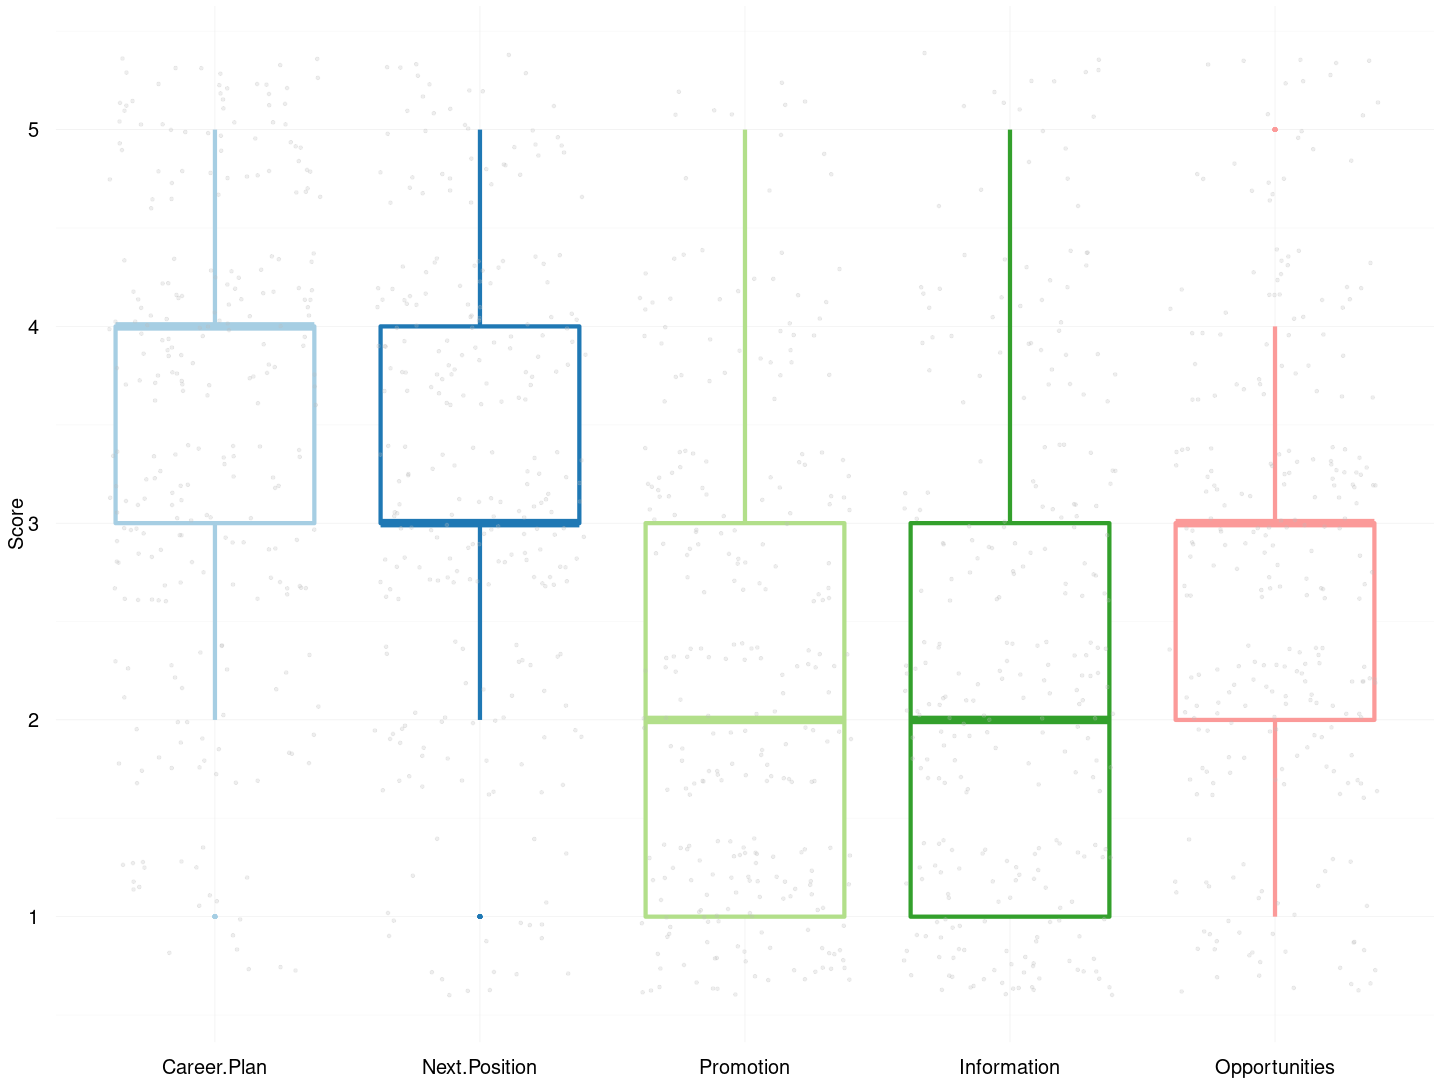 5
4
3
2
1
Score
Career.Plan
Next.Position
Promotion
Information
Opportunities